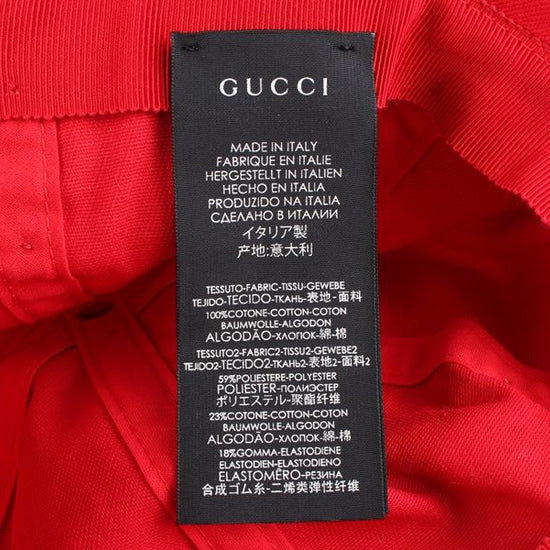 GUCCI
MADE IN ITALY
FABRIQUE EN ITALIE
HERGESTELLT IN ITALIEN
HECHO EN ITALIA
PRODUZIDO NA ITALIA
СДЕЛАНО В ИТАЛИИ
イタリア製
产地:意大利
TESSUTO-FABRIC-TISSU-GEWEBE
TEJIDO-TECIDO-ТКАНЬ-表地-面料
100%COTONE-COTTON-COTON
BAUMWOLLE-ALGODON
ALGODÃO-ХЛОПОК-綿-棉
TESSUTO2-FABRIC2-TISSU2-GEWEBE2
TEJIDO2-TECIDO2-ТКАНЬ2-表地2-面料2
59%POLIESTERE-POLYESTER
POLIESTER-ПОЛИЭСТЕР
ポリエステル-聚酯纤维
23%COTONE-COTTON-COTON
BAUMWOLLE-ALGODON
ALGODÃO-ХЛОПОК-綿-棉
18%GOMMA-ELASTODIENE
ELASTODIEN-ELASTODIENO
ELASTÔMERO-РЕЗИНА
合成ゴム糸-二烯类弹性纤维